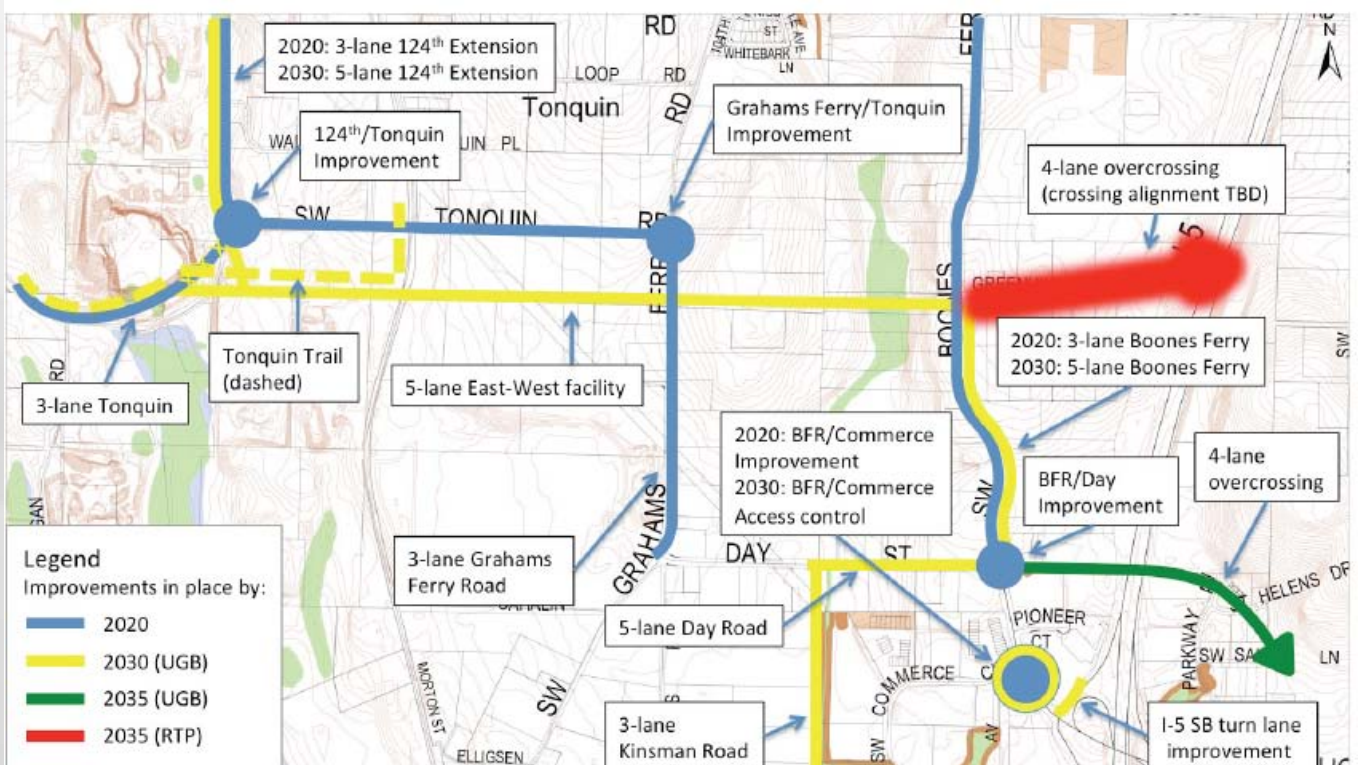 2020: 3-lane 124th Extension
2030: 5-lane 124th Extension
RD
104TH
ST
WHITEBARK
LN
LOOP RD
Tonquin
RD
Grahams Ferry/Tonquin
Improvement
124th/Tonquin
Improvement
PL
4-lane overcrossing
(crossing alignment TBD)
SW TONQUIN RD
Tonquin Trail
(dashed)
5-lane East-West facility
3-lane Tonquin
RD
2020: 3-lane Boones Ferry
2030: 5-lane Boones Ferry
SW
2020: BFR/Commerce
Improvement
2030: BFR/Commerce
Access control
BFR/Day
Improvement
4-lane
overcrossing
SW
GRAHAMS
DAY ST
3-lane Grahams
Ferry Road
HELENS
5-lane Day Road
PIONEER
CT
PARKWAY
LN
COMMERCE
SW
SW
MORTON ST
SW
ELLIGSEN
AV
3-lane
Kinsman Road
I-5 SB turn lane
improvement
Legend
Improvements in place by:
2020
2030 (UGB)
2035 (UGB)
2035 (RTP)